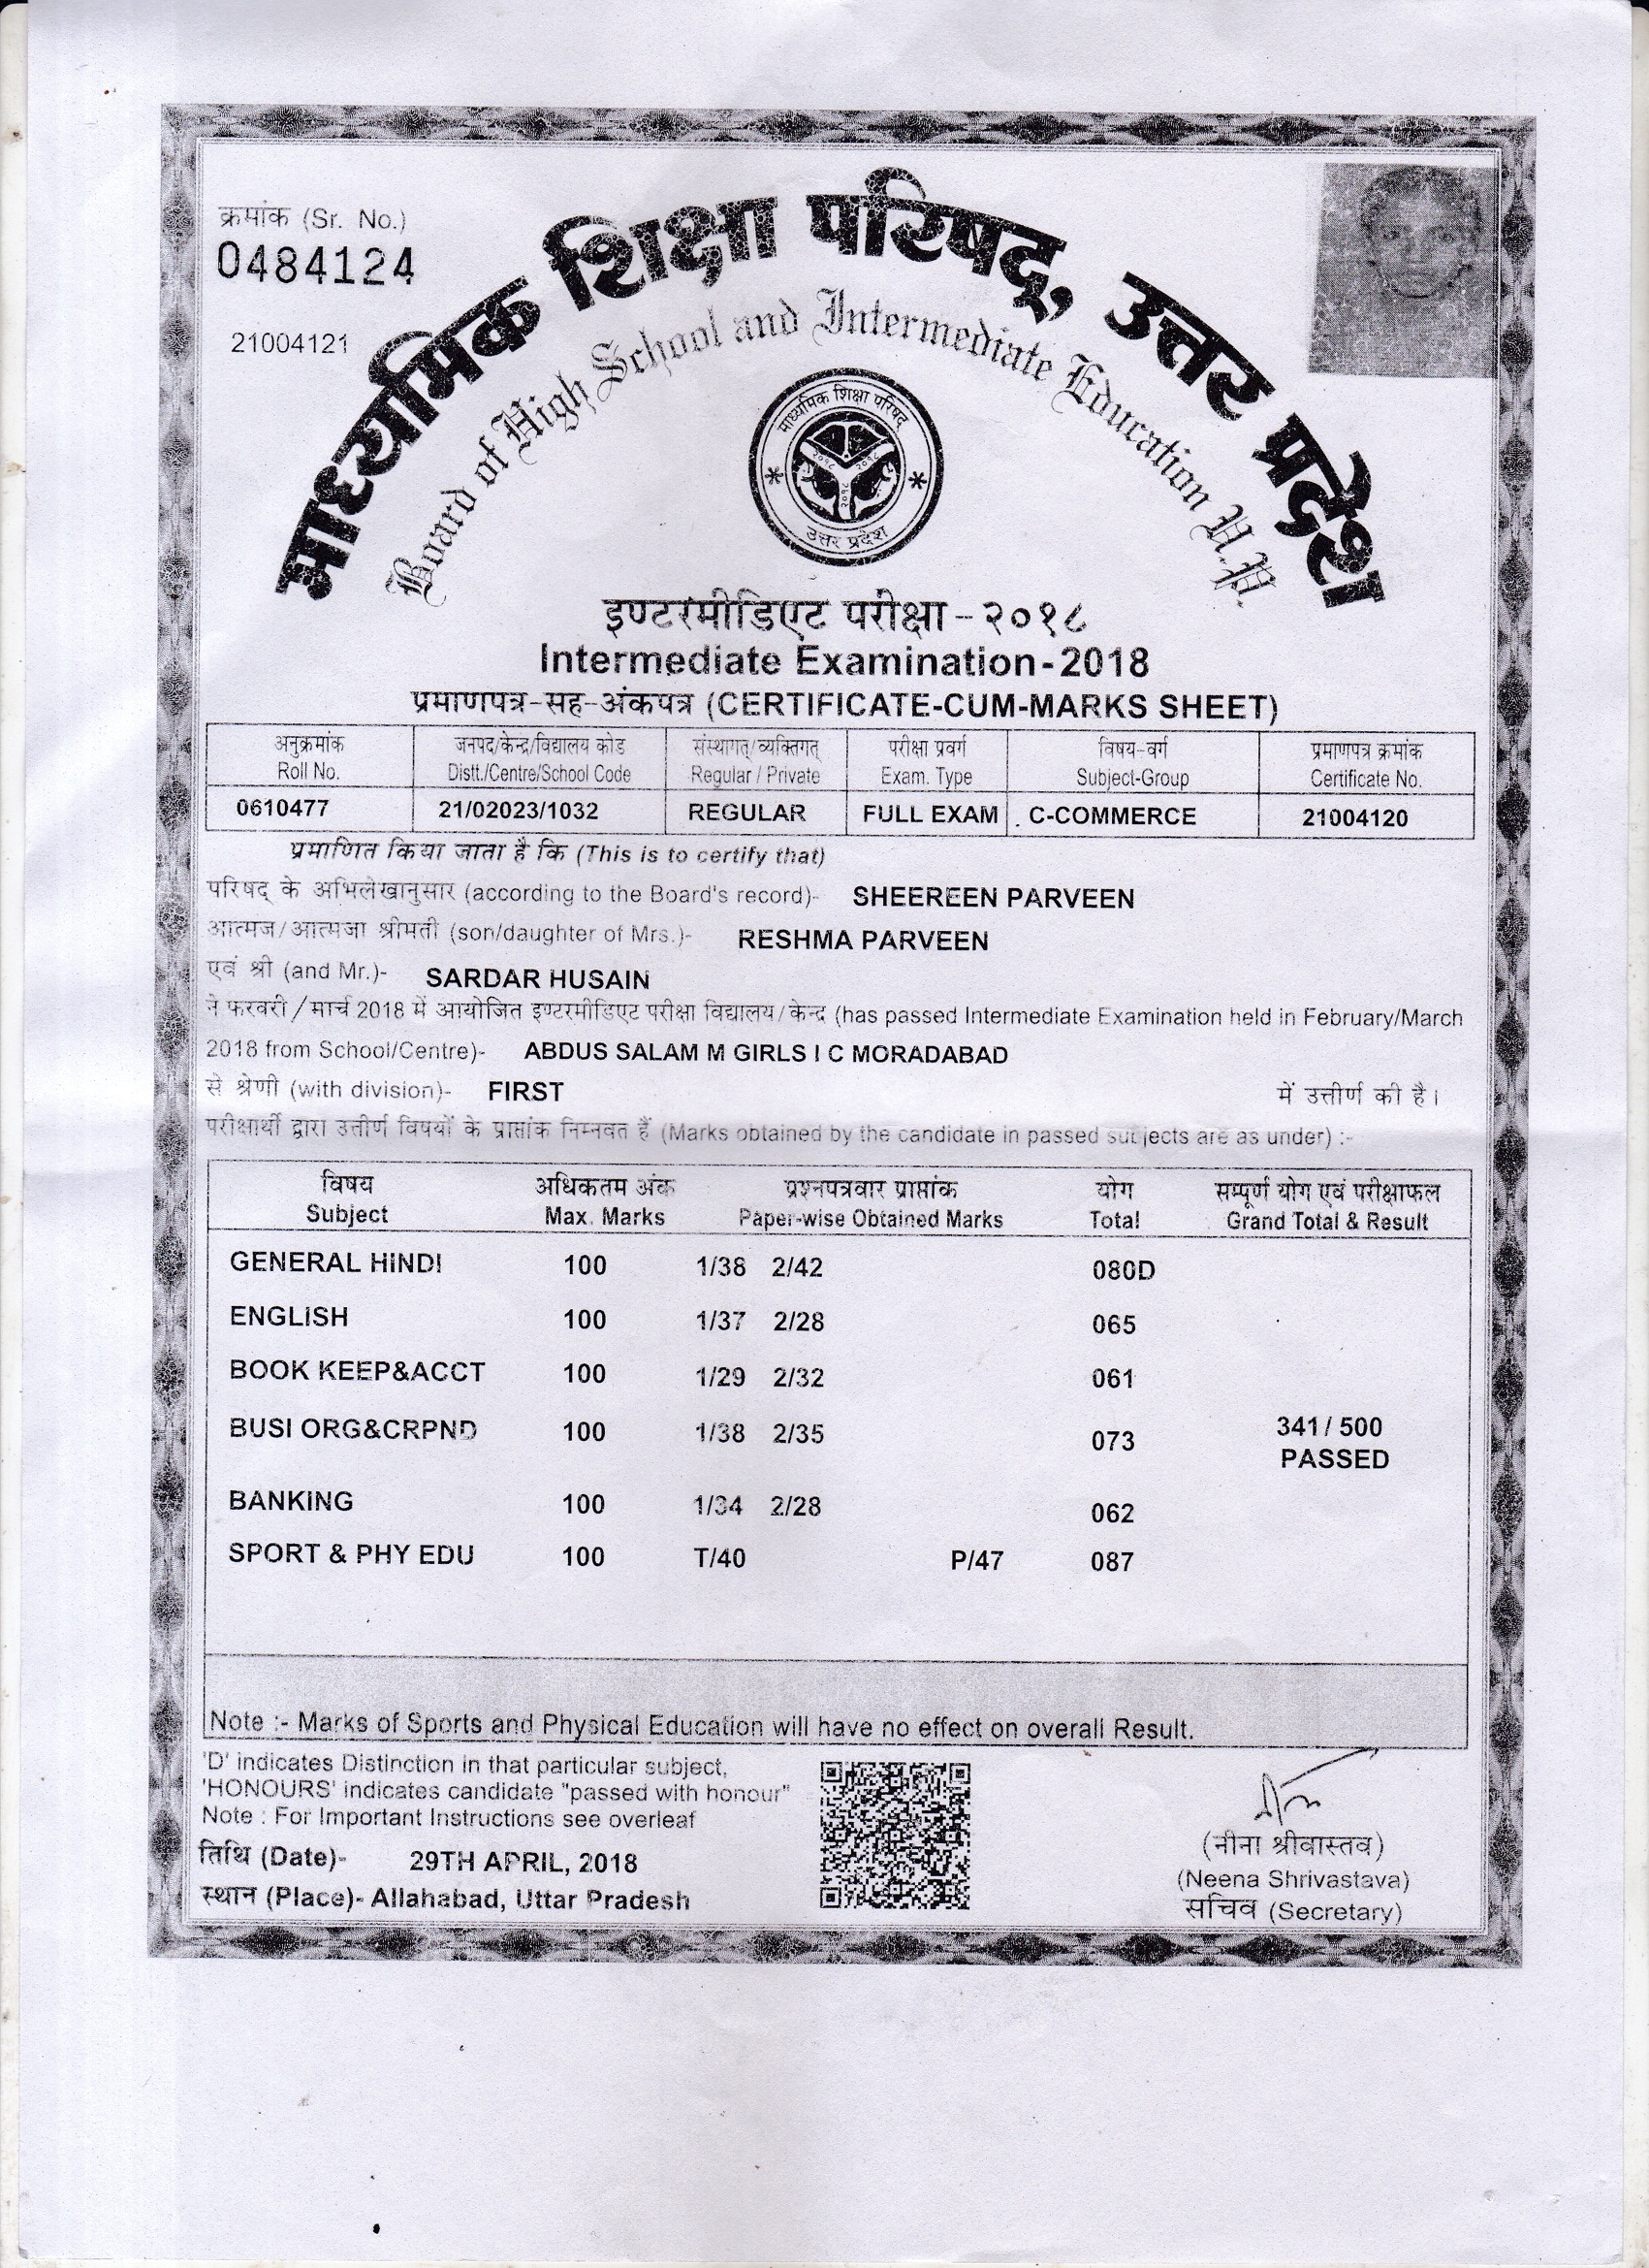 क्रमांक (Sr. No.)
0484124
21004121
माध्यमिक शिक्षा परिषद्, उत्तर प्रदेश
Board of High School and Intermediate Education U.P.
माध्यमिक शिक्षा परिषद्
उत्तर प्रदेश
इण्टरमीडिएट परीक्षा - २०१८
Intermediate Examination - 2018
प्रमाणपत्र-सह-अंकपत्र (CERTIFICATE-CUM-MARKS SHEET)
अनुक्रमांक जनपद/केन्द्र/विद्यालय कोड संस्थागत्/व्यक्तिगत् परीक्षा प्रवर्ग विषय-वर्ग प्रमाणपत्र क्रमांक
Roll No. Distt./Centre/School Code Regular / Private Exam. Type Subject-Group Certificate No.
0610477 21/02023/1032 REGULAR FULL EXAM C-COMMERCE 21004120
प्रमाणित किया जाता है कि (This is to certify that)
परिषद् के अभिलेखानुसार (according to the Board's record)- SHEEREEN PARVEEN
आत्मज/आत्मजा श्रीमती (son/daughter of Mrs.)- RESHMA PARVEEN
एवं श्री (and Mr.)- SARDAR HUSAIN
ने फरवरी/मार्च 2018 में आयोजित इण्टरमीडिएट परीक्षा विद्यालय/केन्द्र (has passed Intermediate Examination held in February/March
2018 from School/Centre)- ABDUS SALAM M GIRLS I C MORADABAD
से श्रेणी (with division)- FIRST में उत्तीर्ण की है।
परीक्षार्थी द्वारा उत्तीर्ण विषयों के प्राप्तांक निम्नवत हैं (Marks obtained by the candidate in passed subjects are as under) :-
विषय अधिकतम अंक प्रश्नपत्रवार प्राप्तांक योग सम्पूर्ण योग एवं परीक्षाफल
Subject Max. Marks Paper-wise Obtained Marks Total Grand Total & Result
GENERAL HINDI 100 1/38 2/42 080D
ENGLISH 100 1/37 2/28 065
BOOK KEEP&ACCT 100 1/29 2/32 061
BUSI ORG&CRPND 100 1/38 2/35 073 341/ 500
PASSED
BANKING 100 1/34 2/28 062
SPORT & PHY EDU 100 T/40 P/47 087
Note :- Marks of Sports and Physical Education will have no effect on overall Result.
'D' indicates Distinction in that particular subject,
'HONOURS' indicates candidate "passed with honour"
Note : For Important Instructions see overleaf
तिथि (Date)- 29TH APRIL, 2018
स्थान (Place)- Allahabad, Uttar Pradesh
(नीना श्रीवास्तव)
(Neena Shrivastava)
सचिव (Secretary)